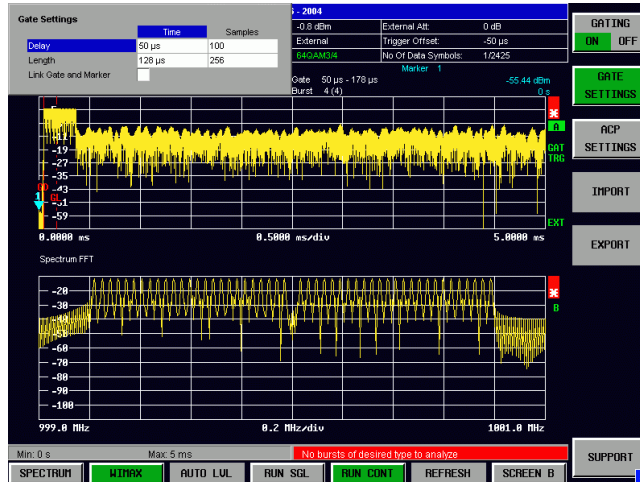 Gate Settings
Time Samples
Delay 50 µs 100
Length 128 µs 256
Link Gate and Marker
- 2004
-0.8 dBm External Att: 0 dB
External Trigger Offset: -50 µs
64QAM3/4 No Of Data Symbols: 1/2425
Marker 1
Gate 50 µs - 178 µs -55.44 dBm
Burst 4 (4) 0 s
A
-11
-19
GAT
TRG
-27
-35
-43
1
-51
-59
EXT
0.0000 ms 0.5000 ms/div 5.0000 ms
Spectrum FFT
-20
-30
B
-60
-70
-80
-90
-100
999.0 MHz 0.2 MHz/div 1001.0 MHz
Min: 0 s Max: 5 ms No bursts of desired type to analyze
SPECTRUM WIMAX AUTO LVL RUN SGL RUN CONT REFRESH SCREEN B
GATING
ON OFF
GATE
SETTINGS
ACP
SETTINGS
IMPORT
EXPORT
SUPPORT